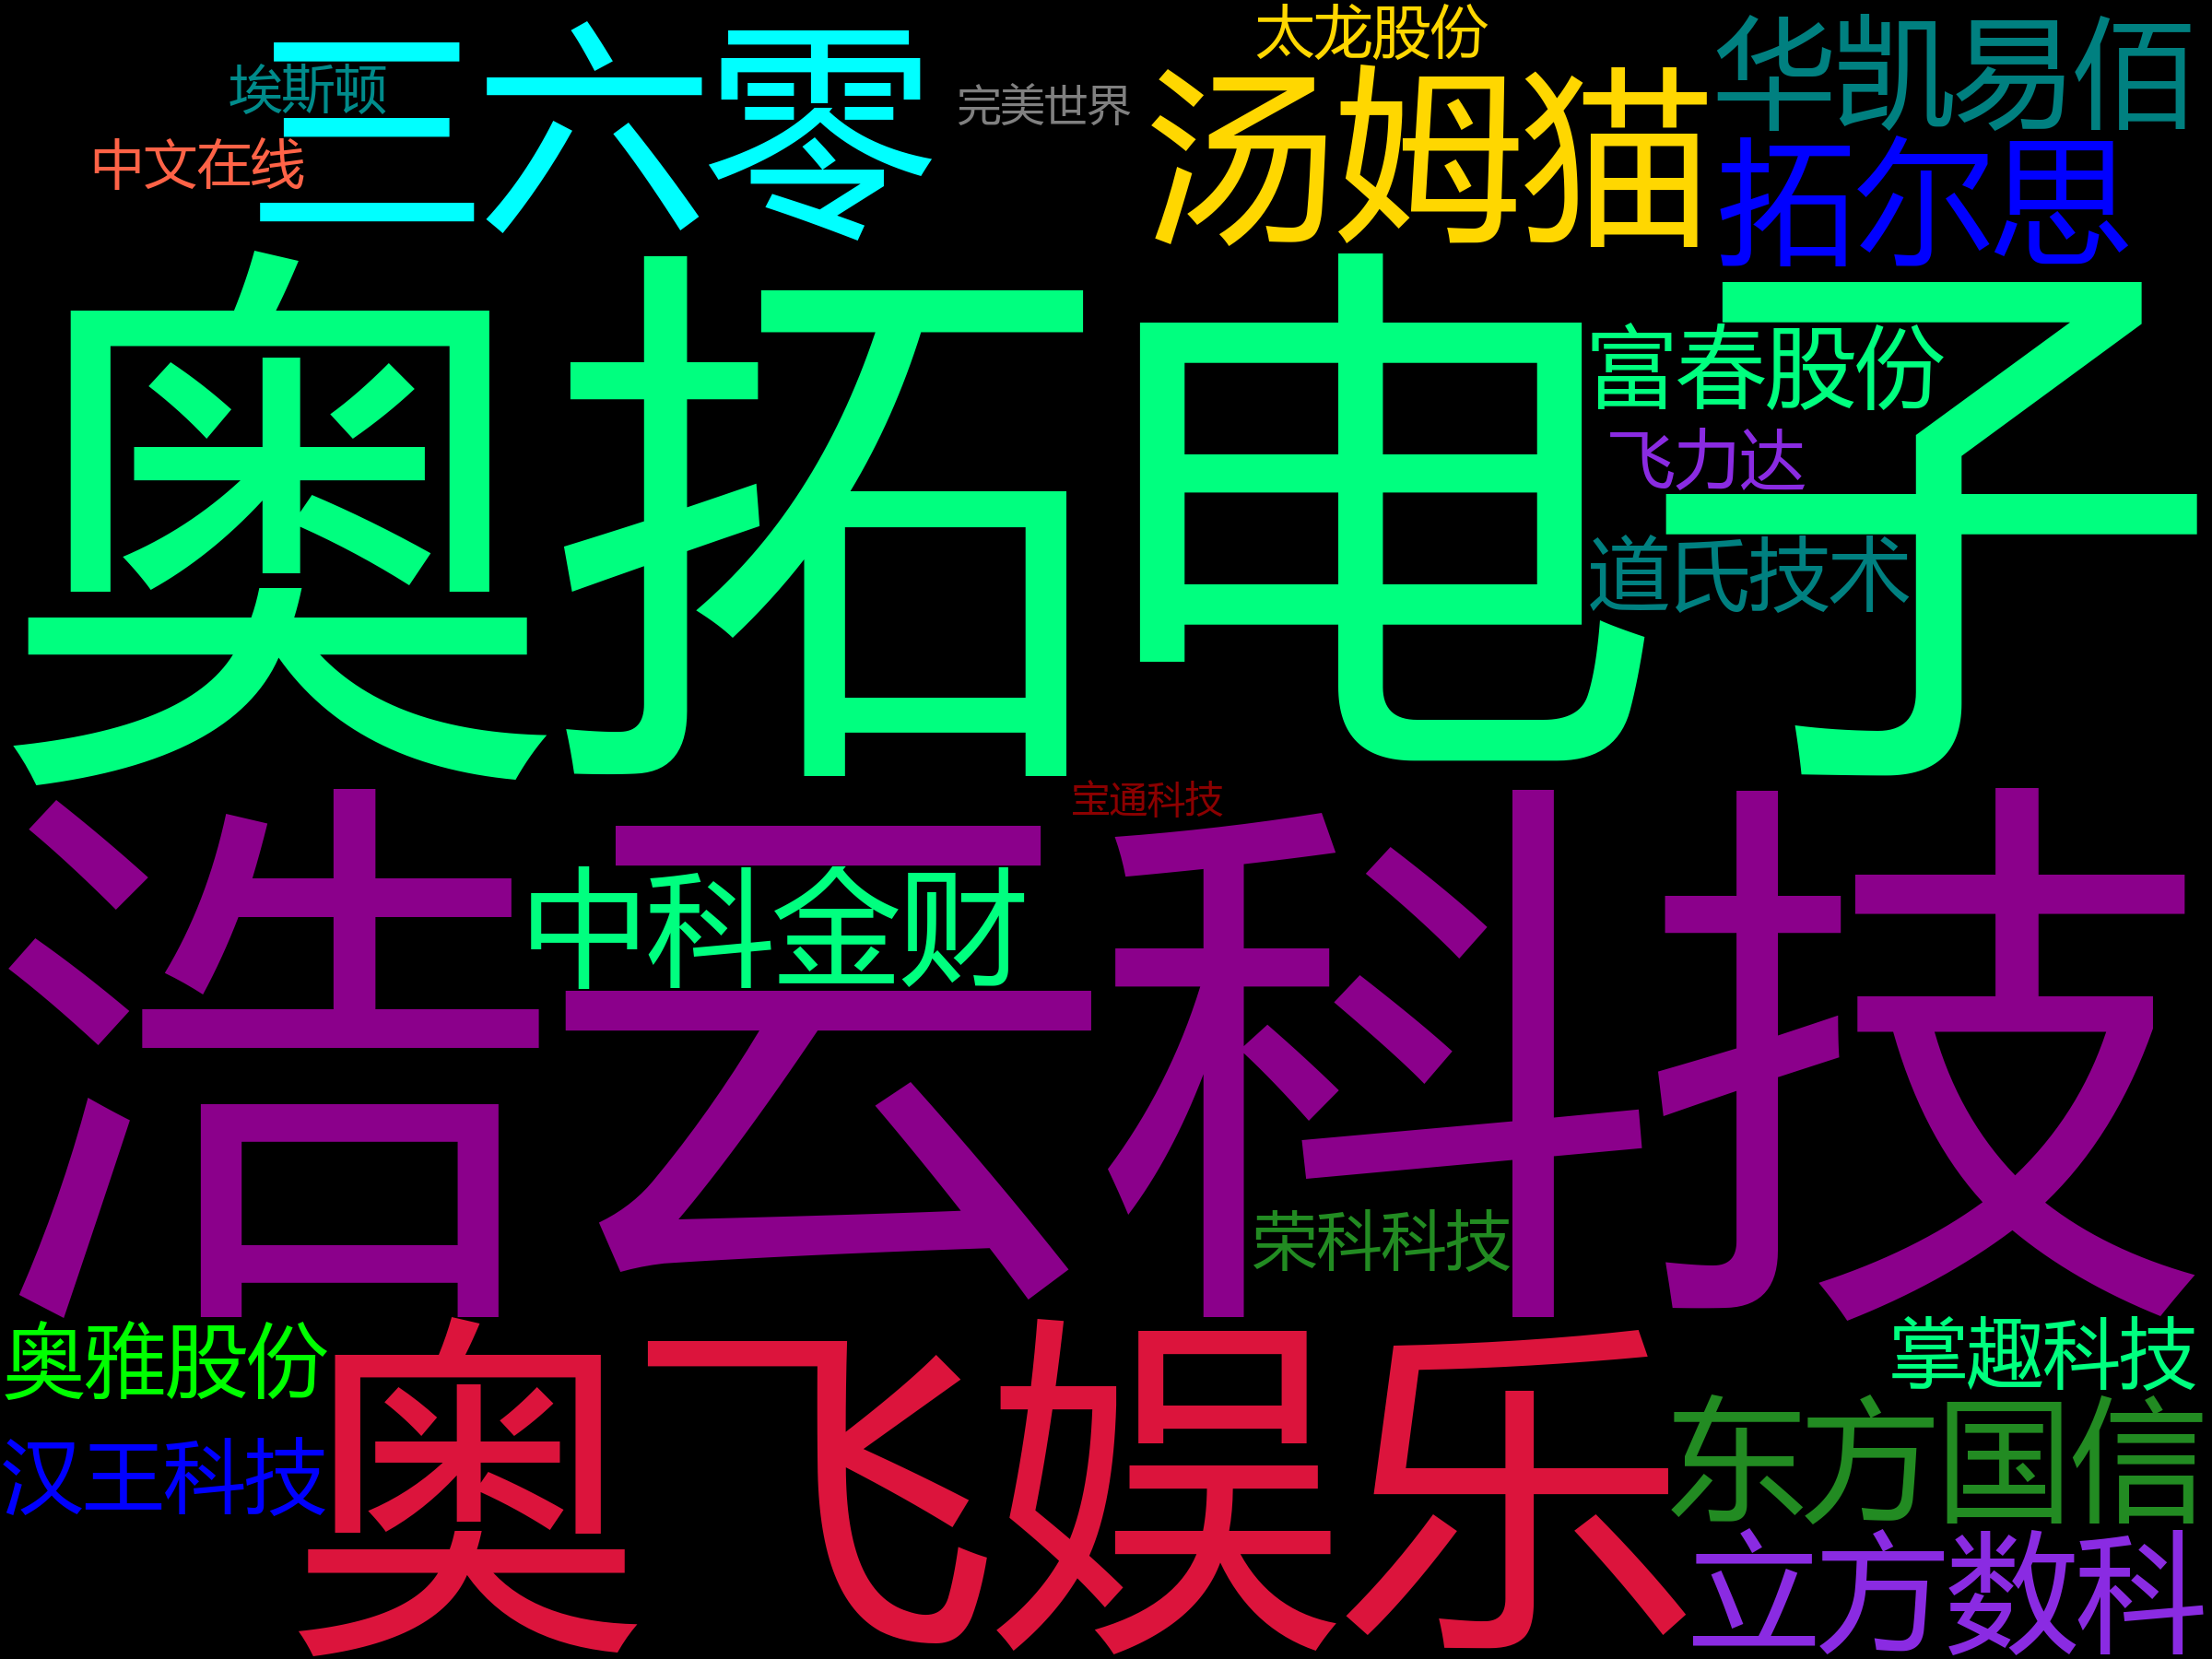 太龙股份
三六零
汤姆猫
华凯易佰
埃斯顿
完美世界
中文在线
拓尔思
奥拓电子
富春股份
飞力达
道氏技术
宝通科技
浩云科技
中科金财
荣科科技
奥雅股份
奥飞娱乐
掌趣科技
东方国信
汉王科技
立方数科